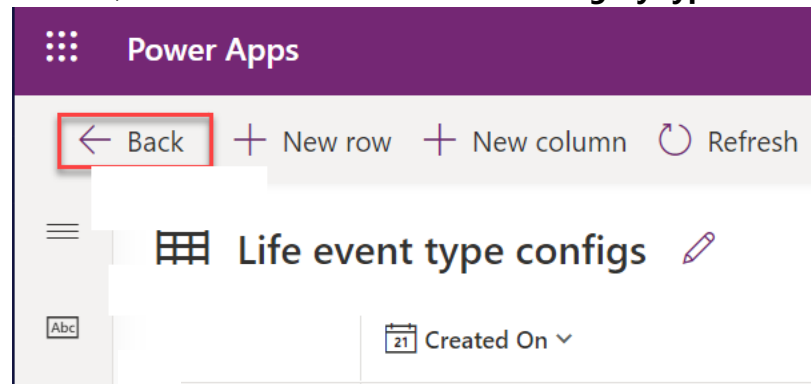 Power Apps
Back New row New column Refresh
Life event type configs
Abc
21 Created On